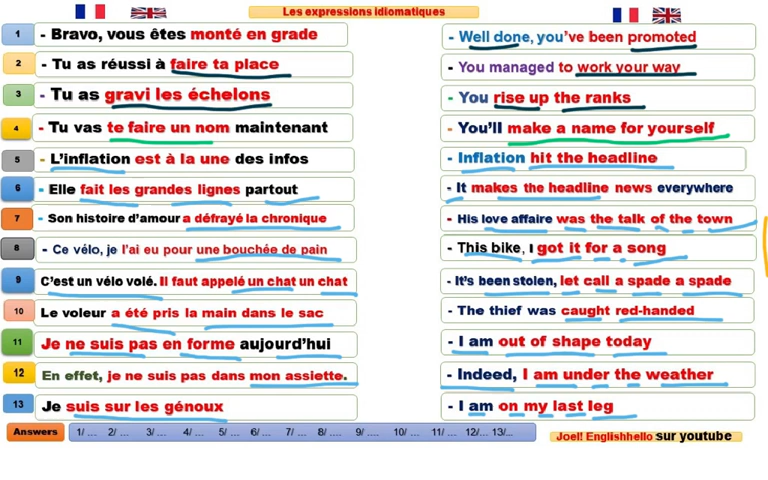 Les expressions idiomatiques
1 - Bravo, vous êtes monté en grade - Well done, you've been promoted
2 - Tu as réussi à faire ta place - You managed to work your way
3 - Tu as gravi les échelons - You rise up the ranks
4 - Tu vas te faire un nom maintenant - You'll make a name for yourself
5 - L'inflation est à la une des infos - Inflation hit the headline
6 - Elle fait les grandes lignes partout - It makes the headline news everywhere
7 - Son histoire d'amour a défrayé la chronique - His love affaire was the talk of the town
8 - Ce vélo, je l'ai eu pour une bouchée de pain - This bike, I got it for a song
9 C'est un vélo volé. Il faut appelé un chat un chat - It's been stolen, let call a spade a spade
10 Le voleur a été pris la main dans le sac - The thief was caught red-handed
11 Je ne suis pas en forme aujourd'hui - I am out of shape today
12 En effet, je ne suis pas dans mon assiette. - Indeed, I am under the weather
13 Je suis sur les génoux - I am on my last leg
Answers 1/ ... 2/ ... 3/ ... 4/ ... 5/ ... 6/ ... 7/ ... 8/ .... 9/ .... 10/ ... 11/ ... 12/... 13/... Joel! Englishhello sur youtube